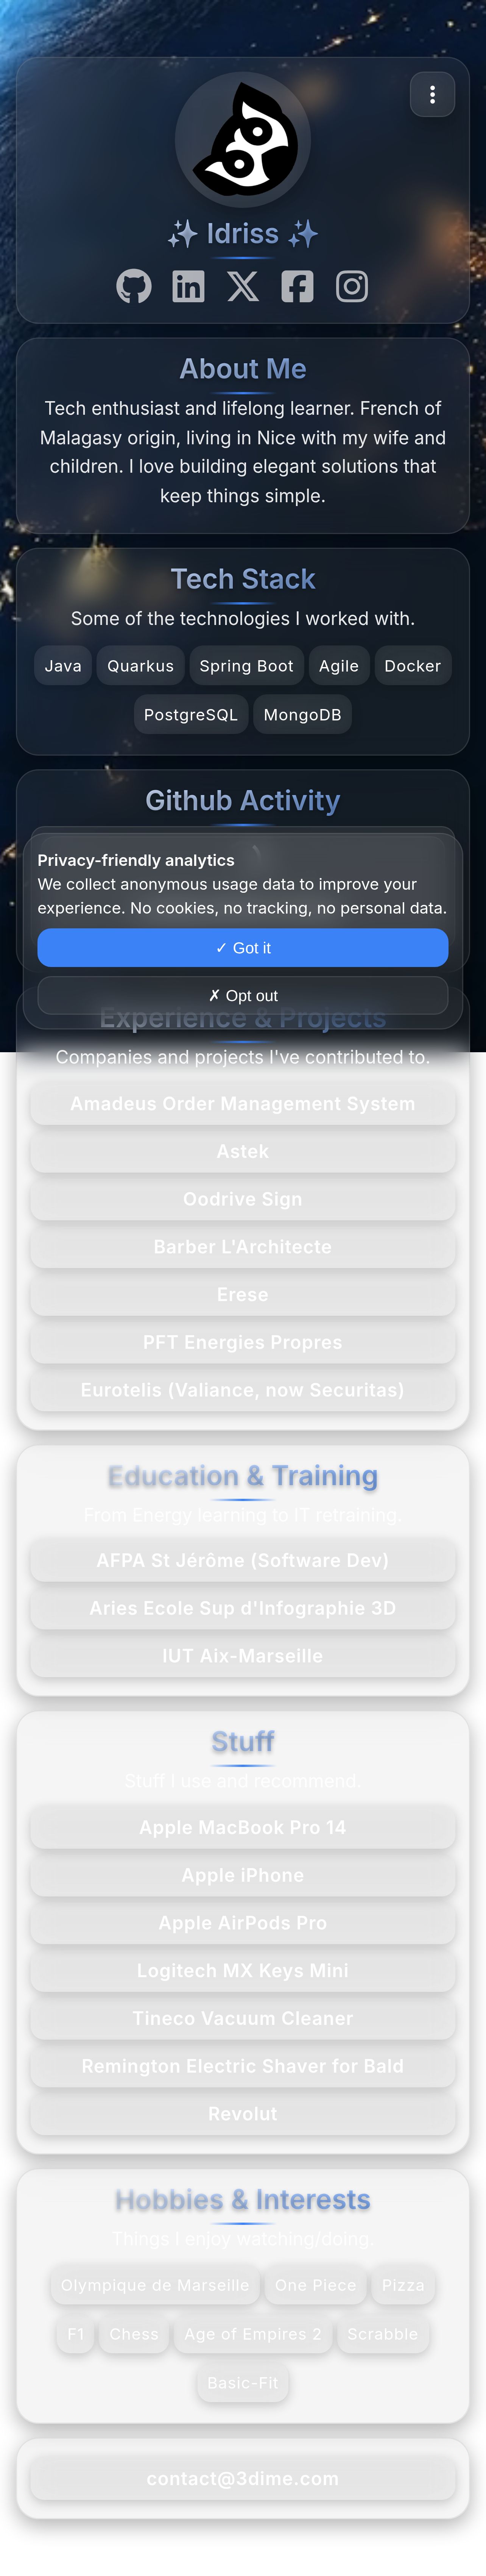 ✨ Idriss ✨
About Me
Tech enthusiast and lifelong learner. French of
Malagasy origin, living in Nice with my wife and
children. I love building elegant solutions that
keep things simple.
Tech Stack
Some of the technologies I worked with.
Java Quarkus Spring Boot Agile Docker
PostgreSQL MongoDB
Github Activity
Privacy-friendly analytics
We collect anonymous usage data to improve your
experience. No cookies, no tracking, no personal data.
✓ Got it
✗ Opt out
Experience & Projects
Companies and projects I've contributed to.
Amadeus Order Management System
Astek
Oodrive Sign
Barber L'Architecte
Erese
PFT Energies Propres
Eurotelis (Valiance, now Securitas)
Education & Training
From Energy learning to IT retraining.
AFPA St Jérôme (Software Dev)
Aries Ecole Sup d'Infographie 3D
IUT Aix-Marseille
Stuff
Stuff I use and recommend.
Apple MacBook Pro 14
Apple iPhone
Apple AirPods Pro
Logitech MX Keys Mini
Tineco Vacuum Cleaner
Remington Electric Shaver for Bald
Revolut
Hobbies & Interests
Things I enjoy watching/doing.
Olympique de Marseille One Piece Pizza
F1 Chess Age of Empires 2 Scrabble
Basic-Fit
contact@3dime.com